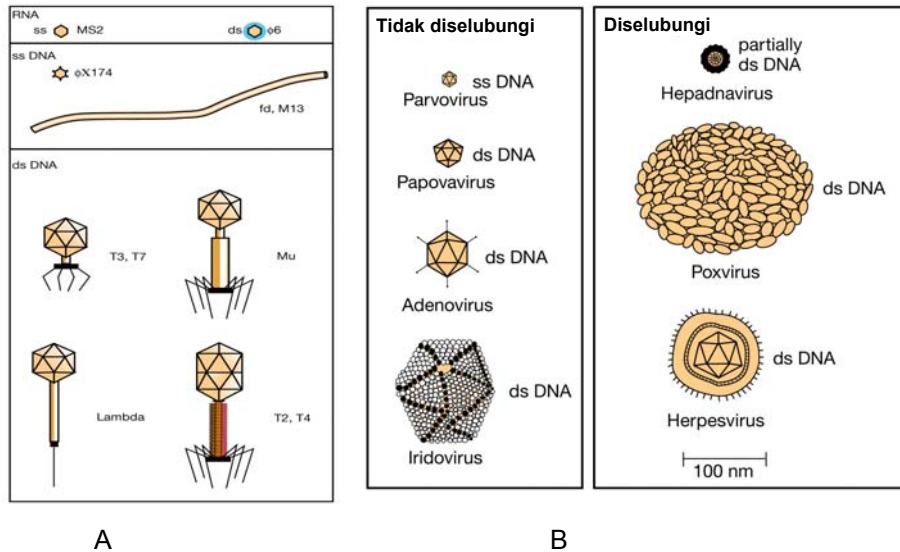 RNA
ss MS2
ds φ6
ss DNA
φX174
fd, M13
ds DNA
T3, T7
Mu
Lambda
T2, T4
A
Tidak diselubungi
ss DNA
Parvovirus
ds DNA
Papovavirus
ds DNA
Adenovirus
ds DNA
Iridovirus
Diselubungi
partially
ds DNA
Hepadnavirus
ds DNA
Poxvirus
ds DNA
Herpesvirus
100 nm
B